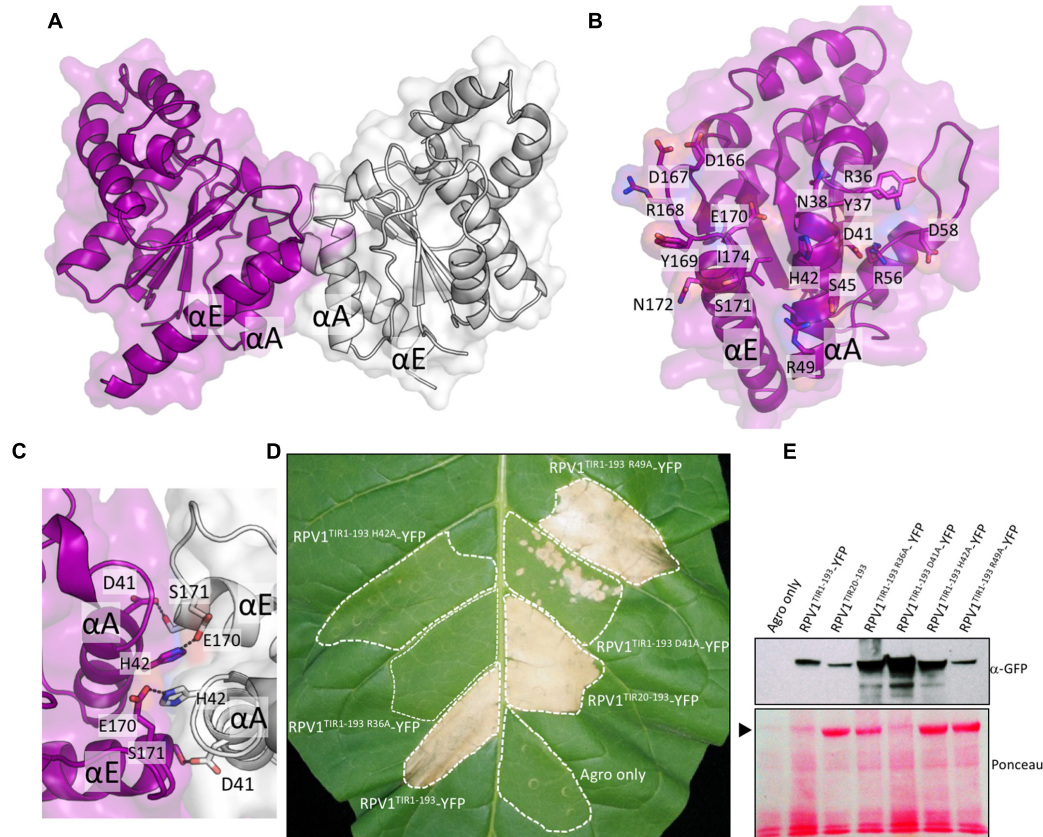 A
αE
αA
αA
αE
B
D166
D167
R168
E170
Y169
I174
N172
S171
R36
N38
Y37
D41
D58
H42
R56
S45
αE
αA
R49
C
D41
αA
S171
αE
E170
H42
H42
αA
E170
S171
αE
D41
D
RPV1TIR1-193 R49A-YFP
RPV1TIR1-193 H42A-YFP
RPV1TIR1-193 D41A-YFP
RPV1TIR20-193-YFP
RPV1TIR1-193 R36A-YFP
Agro only
RPV1TIR1-193-YFP
E
Agro only
RPV1TIR1-193-YFP
RPV1TIR20-193
RPV1TIR1-193 R36A-YFP
RPV1TIR1-193 D41A-YFP
RPV1TIR1-193 H42A-YFP
RPV1TIR1-193 R49A-YFP
α-GFP
Ponceau